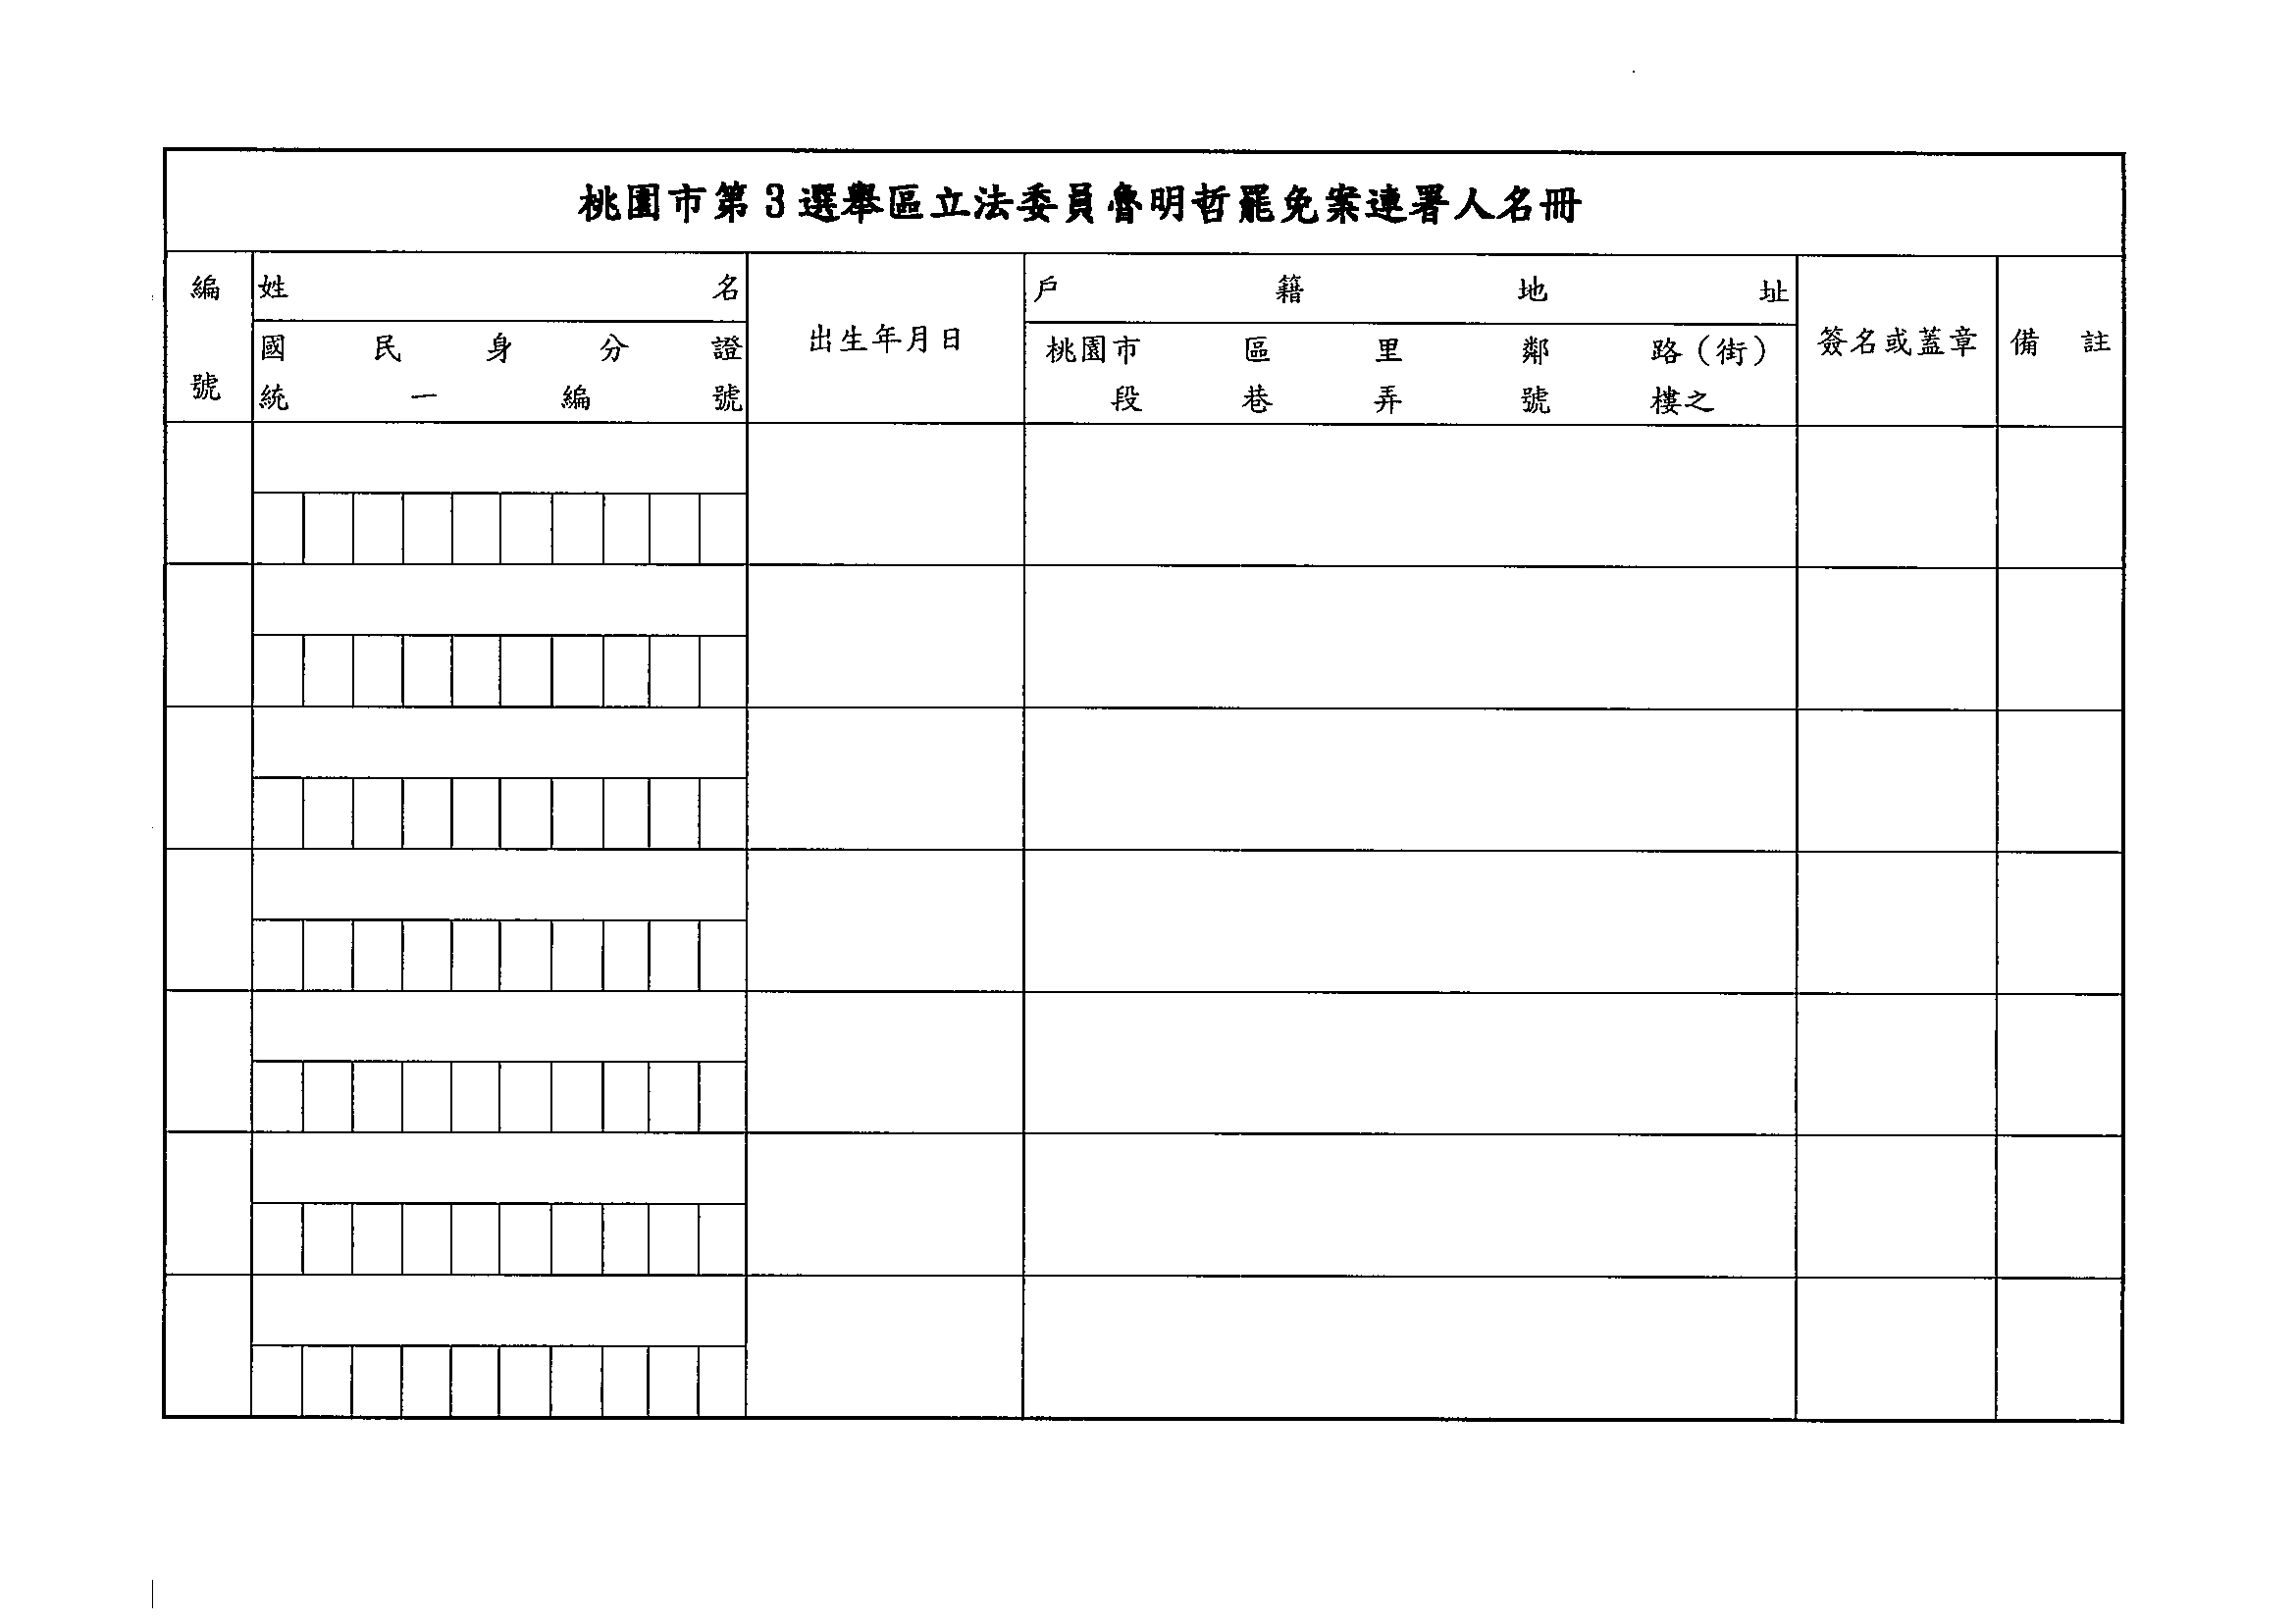 桃園市第3選舉區立法委員魯明哲罷免案連署人名冊
編號
姓名
國民身分證
統一編號
出生年月日
戶籍地址
桃園市 區 里 鄰 路（街）
段 巷 弄 號 樓之
簽名或蓋章
備註